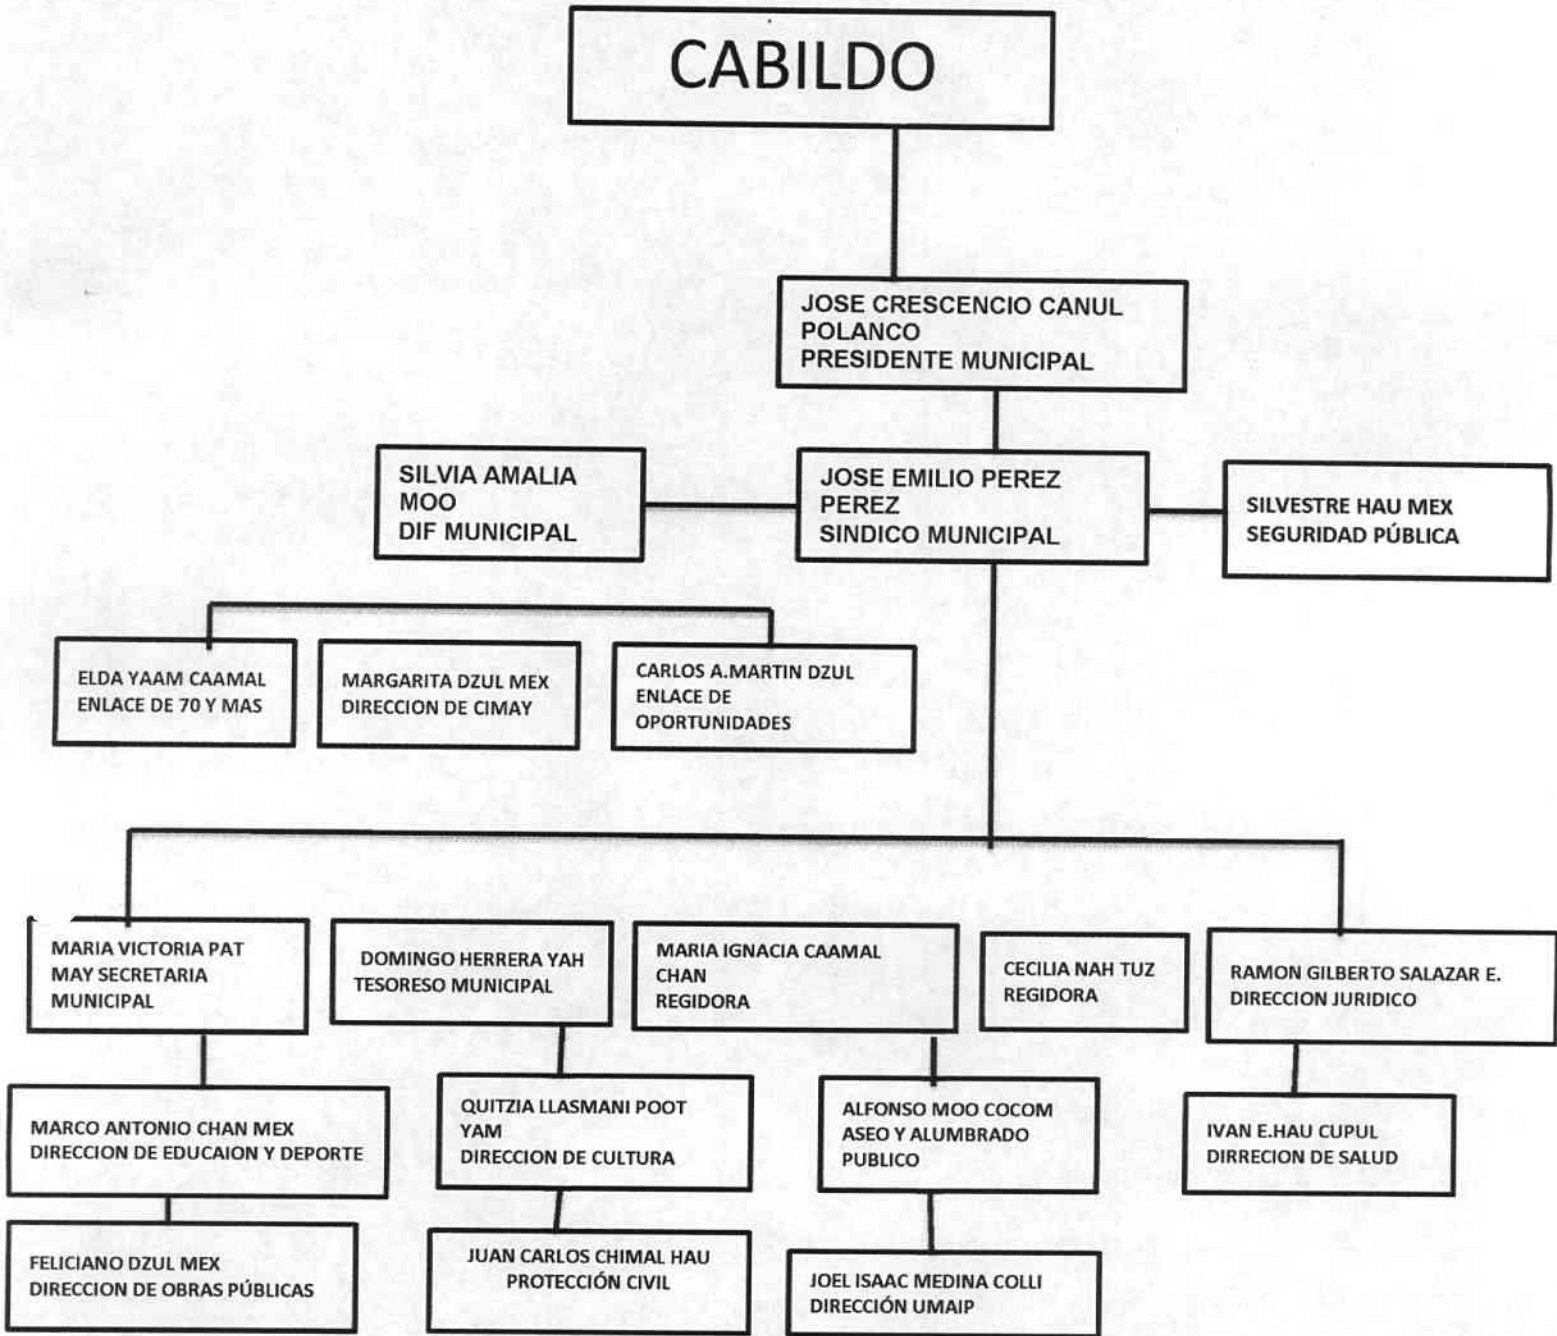 CABILDO
JOSE CRESCENCIO CANUL
POLANCO
PRESIDENTE MUNICIPAL
SILVIA AMALIA
MOO
DIF MUNICIPAL
JOSE EMILIO PEREZ
PEREZ
SINDICO MUNICIPAL
SILVESTRE HAU MEX
SEGURIDAD PÚBLICA
ELDA YAAM CAAMAL
ENLACE DE 70 Y MAS
MARGARITA DZUL MEX
DIRECCION DE CIMAY
CARLOS A.MARTIN DZUL
ENLACE DE
OPORTUNIDADES
MARIA VICTORIA PAT
MAY SECRETARIA
MUNICIPAL
DOMINGO HERRERA YAH
TESORESO MUNICIPAL
MARIA IGNACIA CAAMAL
CHAN
REGIDORA
CECILIA NAH TUZ
REGIDORA
RAMON GILBERTO SALAZAR E.
DIRECCION JURIDICO
MARCO ANTONIO CHAN MEX
DIRECCION DE EDUCAION Y DEPORTE
QUITZIA LLASMANI POOT
YAM
DIRECCION DE CULTURA
ALFONSO MOO COCOM
ASEO Y ALUMBRADO
PUBLICO
IVAN E.HAU CUPUL
DIRRECION DE SALUD
FELICIANO DZUL MEX
DIRECCION DE OBRAS PÚBLICAS
JUAN CARLOS CHIMAL HAU
PROTECCIÓN CIVIL
JOEL ISAAC MEDINA COLLI
DIRECCIÓN UMAIP